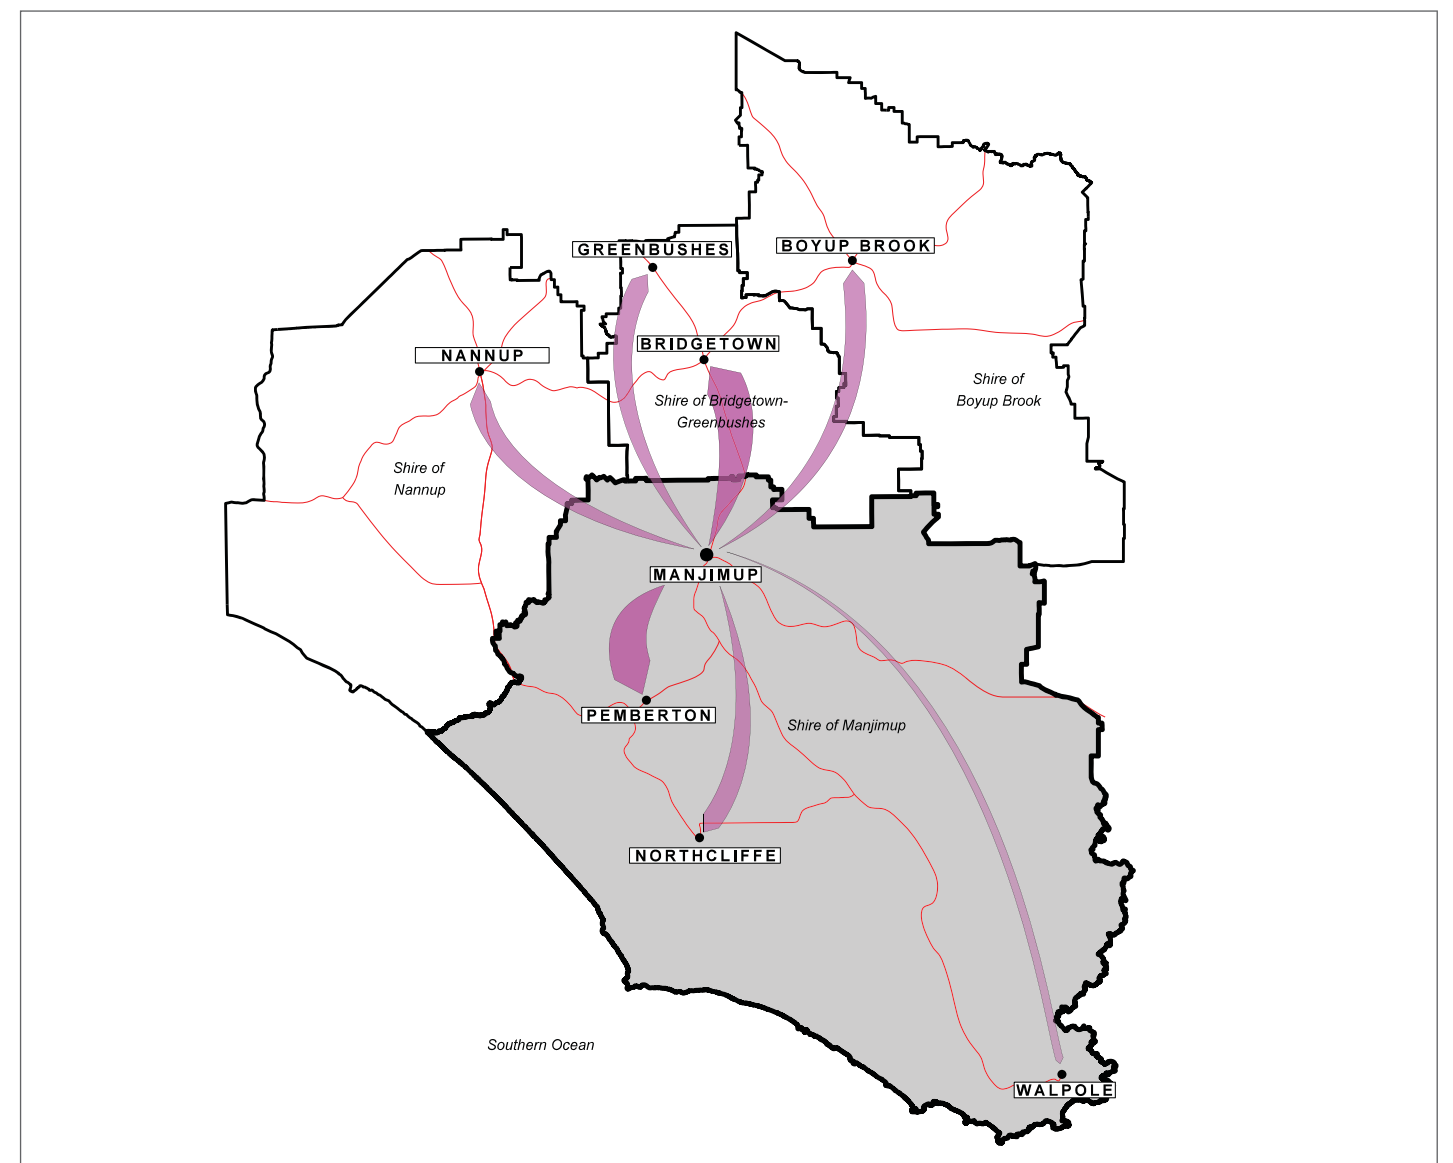 BOYUP BROOK
GREENBUSHES
BRIDGETOWN
NANNUP
Shire of
Boyup Brook
Shire of Bridgetown-
Greenbushes
Shire of
Nannup
MANJIMUP
PEMBERTON
Shire of Manjimup
NORTHCLIFFE
Southern Ocean
WALPOLE